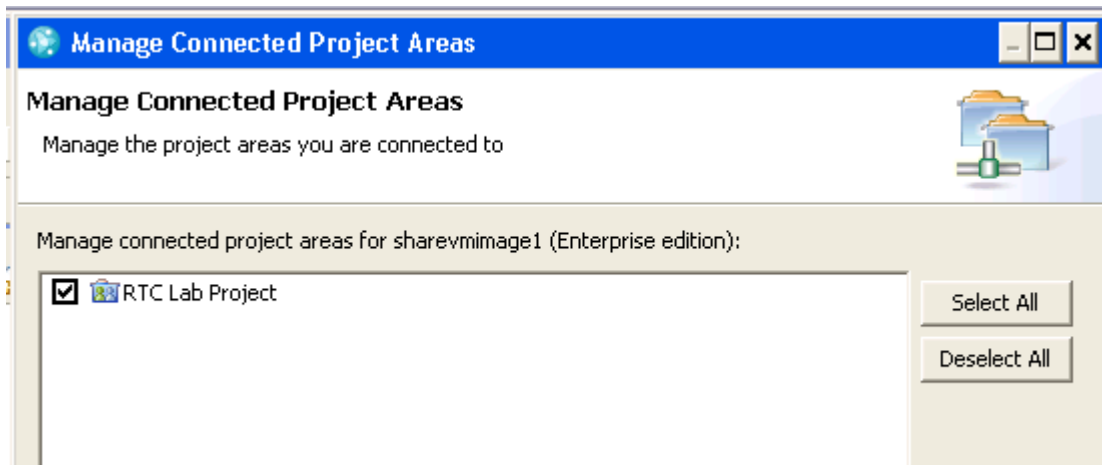 Manage Connected Project Areas
Manage Connected Project Areas
Manage the project areas you are connected to
Manage connected project areas for sharevmimage1 (Enterprise edition):
RTC Lab Project
Select All
Deselect All